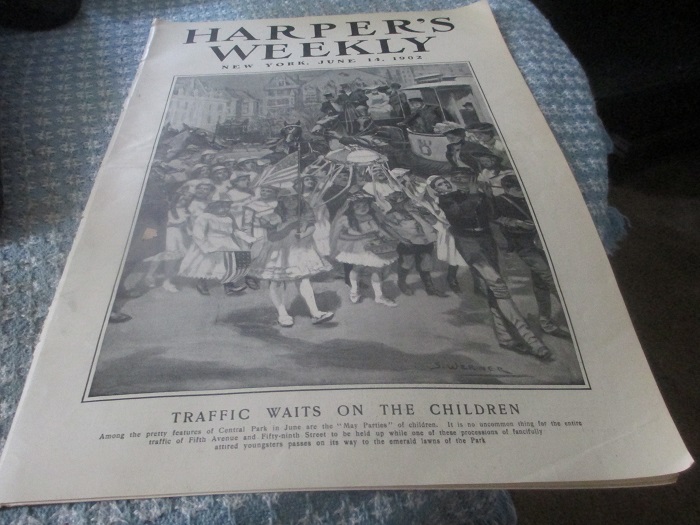 HARPER'S
WEEKLY
NEW YORK, JUNE 14, 1902
TRAFFIC WAITS ON THE CHILDREN
Among the pretty features of Central Park in June are the "May Parties" of children. It is no uncommon thing for the entire
traffic of Fifth Avenue and Fifty-ninth Street to be held up while one of these processions of fancifully
attired youngsters passes on its way to the emerald lawns of the Park